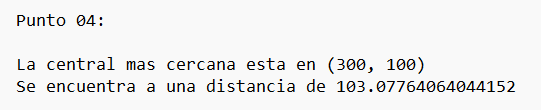 Punto 04:
La central mas cercana esta en (300, 100)
Se encuentra a una distancia de 103.07764064044152